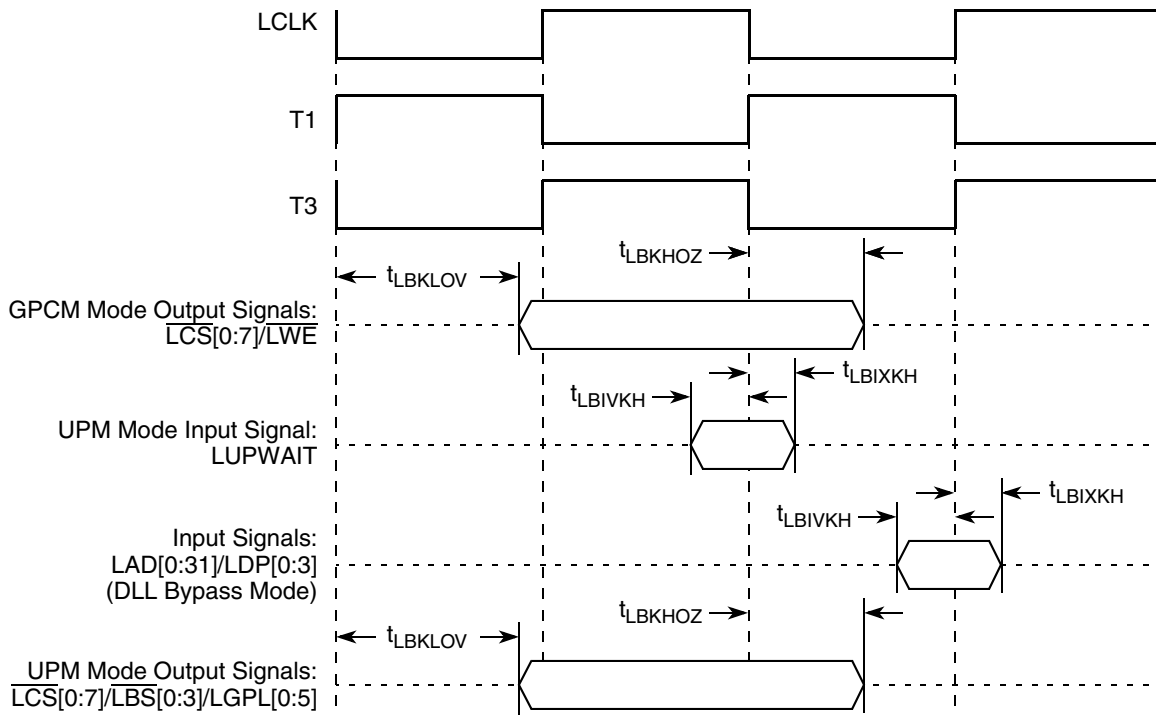 LCLK
T1
T3
tLBKHOZ
tLBKLOV
GPCM Mode Output Signals:
LCS[0:7]/LWE
tLBIXKH
tLBIVKH
UPM Mode Input Signal:
LUPWAIT
tLBIXKH
tLBIVKH
Input Signals:
LAD[0:31]/LDP[0:3]
(DLL Bypass Mode)
tLBKHOZ
tLBKLOV
UPM Mode Output Signals:
LCS[0:7]/LBS[0:3]/LGPL[0:5]